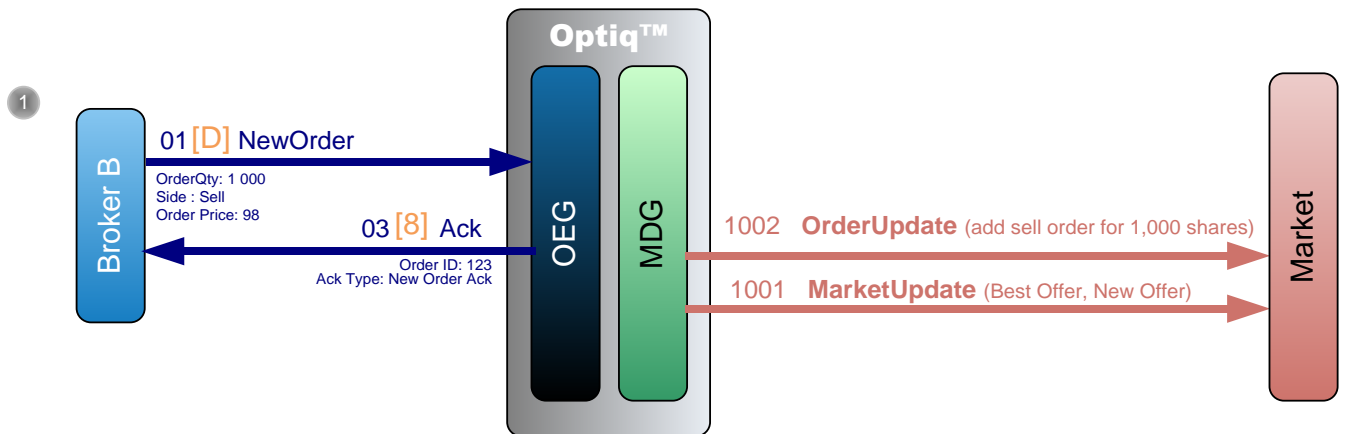 Optiq™
1
Broker B
01 [D] NewOrder
OrderQty: 1 000
Side : Sell
Order Price: 98
03 [8] Ack
Order ID: 123
Ack Type: New Order Ack
OEG
MDG
1002 OrderUpdate (add sell order for 1,000 shares)
1001 MarketUpdate (Best Offer, New Offer)
Market